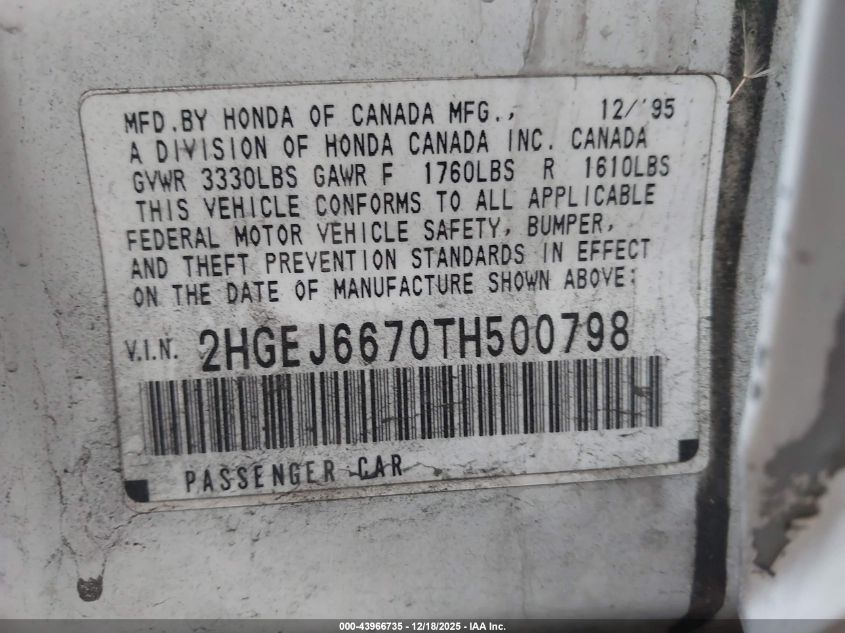 MFD.BY HONDA OF CANADA MFG., 12/'95
A DIVISION OF HONDA CANADA INC. CANADA
GVWR 3330LBS GAWR F 1760LBS R 1610LBS
THIS VEHICLE CONFORMS TO ALL APPLICABLE
FEDERAL MOTOR VEHICLE SAFETY, BUMPER,
AND THEFT PREVENTION STANDARDS IN EFFECT
ON THE DATE OF MANUFACTURE SHOWN ABOVE:
V.I.N. 2HGEJ6670TH500798
PASSENGER CAR
000-43966735 - 12/18/2025 - IAA Inc.